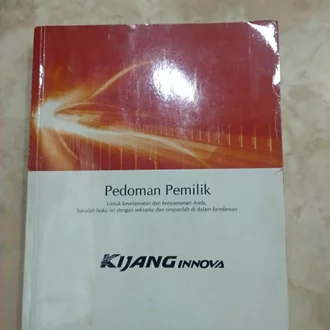 Pedoman Pemilik
Untuk keselamatan dan kenyamanan Anda,
bacalah buku ini dengan seksama dan simpanlah di dalam kendaraan
KIJANG INNOVA